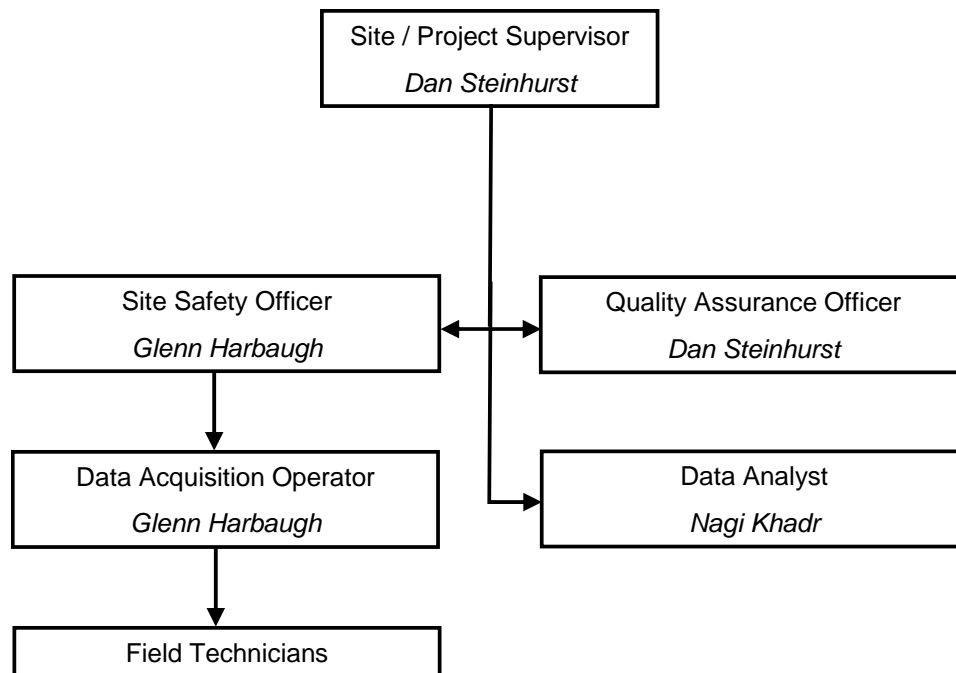 Site / Project Supervisor
Dan Steinhurst
Site Safety Officer
Glenn Harbaugh
Quality Assurance Officer
Dan Steinhurst
Data Acquisition Operator
Glenn Harbaugh
Data Analyst
Nagi Khadr
Field Technicians